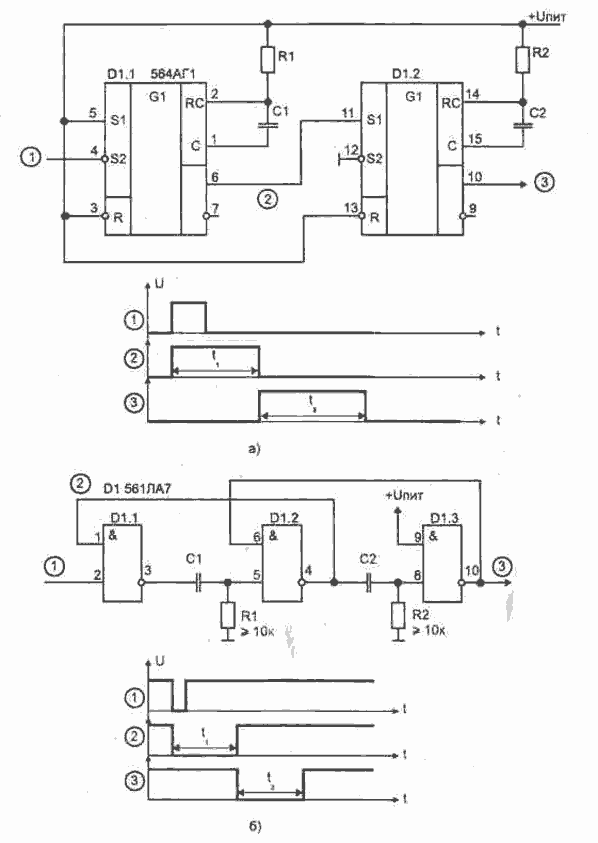 +Uпит
D1.1 564АГ1 R1 D1.2 R2
G1 2 RC C1 G1 RC 14 C2
5 S1 11 S1
1 C C 15
1 4 S2 12 S2
6 2 10 3
7 9
3 R 13 R
U
1 t
2 t1 t
3 t2 t
а)
2 D1 561ЛА7 +Uпит
D1.1 D1.2 D1.3
1 & 6 & 9 &
1 2 3 C1 5 4 C2 8 10 3
R1 R2
≥ 10к ≥ 10к
U
1 t
2 t1 t
3 t2 t
б)